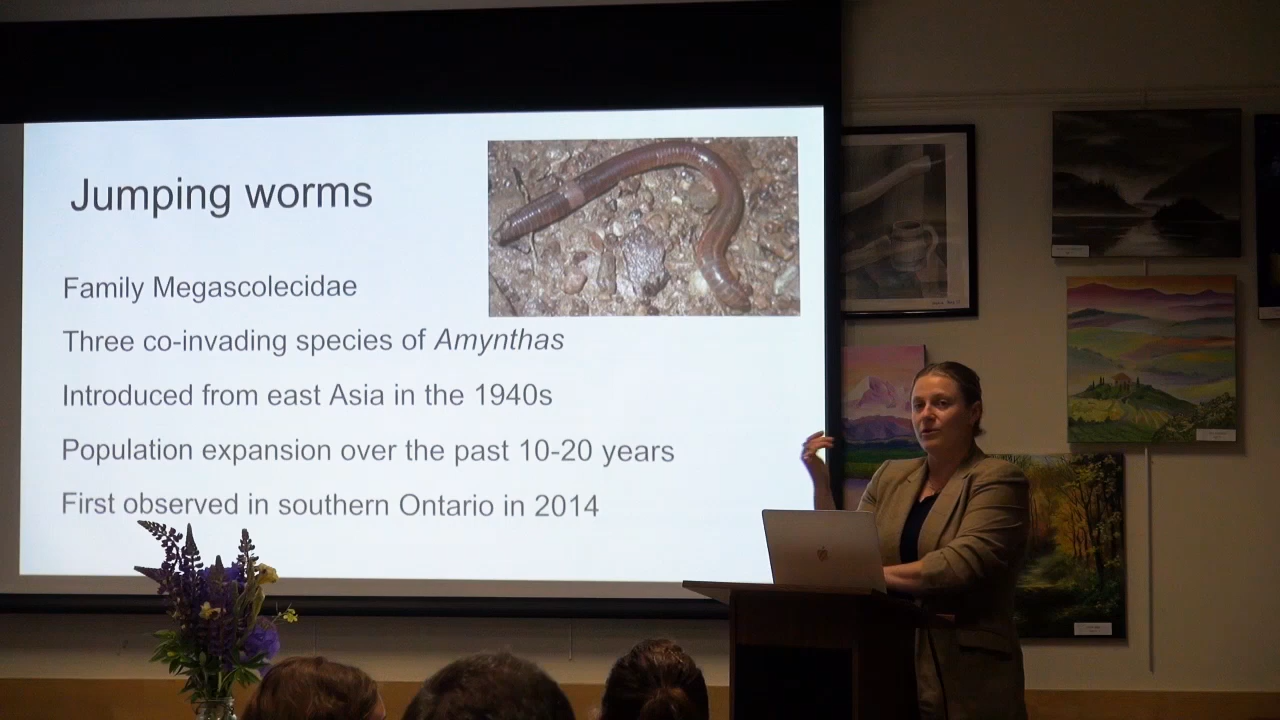 Jumping worms
Family Megascolecidae
Three co-invading species of Amynthas
Introduced from east Asia in the 1940s
Population expansion over the past 10-20 years
First observed in southern Ontario in 2014